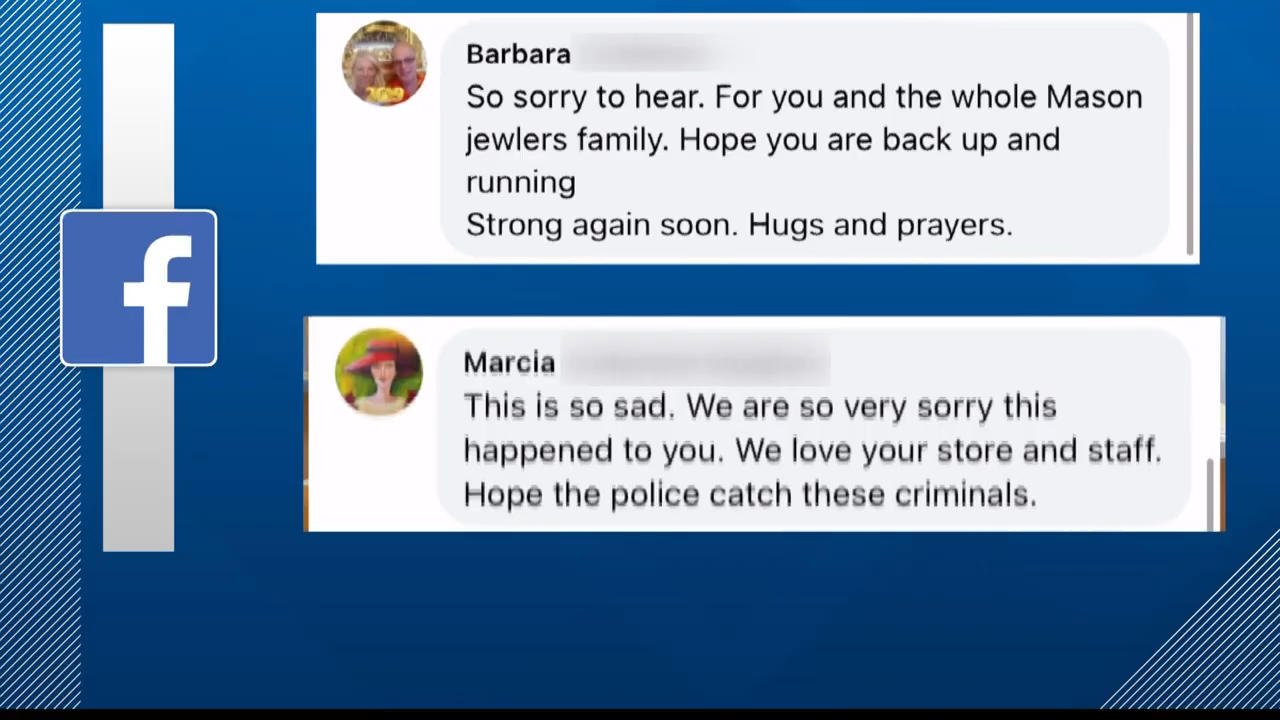 Barbara
So sorry to hear. For you and the whole Mason
jewlers family. Hope you are back up and
running
Strong again soon. Hugs and prayers.
f
Marcia
This is so sad. We are so very sorry this
happened to you. We love your store and staff.
Hope the police catch these criminals.